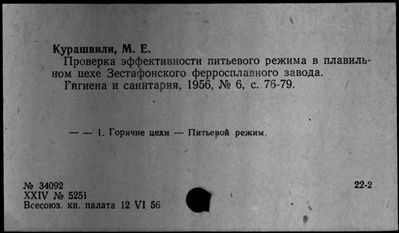 Курашвили, М. Е.
Проверка эффективности питьевого режима в плавиль-
ном цехе Зестафонского ферросплавного завода.
Гигиена и санитария, 1956, № 6, с. 76-79.
— — 1. Горячие цехи — Питьевой режим.
№ 34092
22-2
XXIV № 5251
Всесоюз. кн. палата 12 VI 56